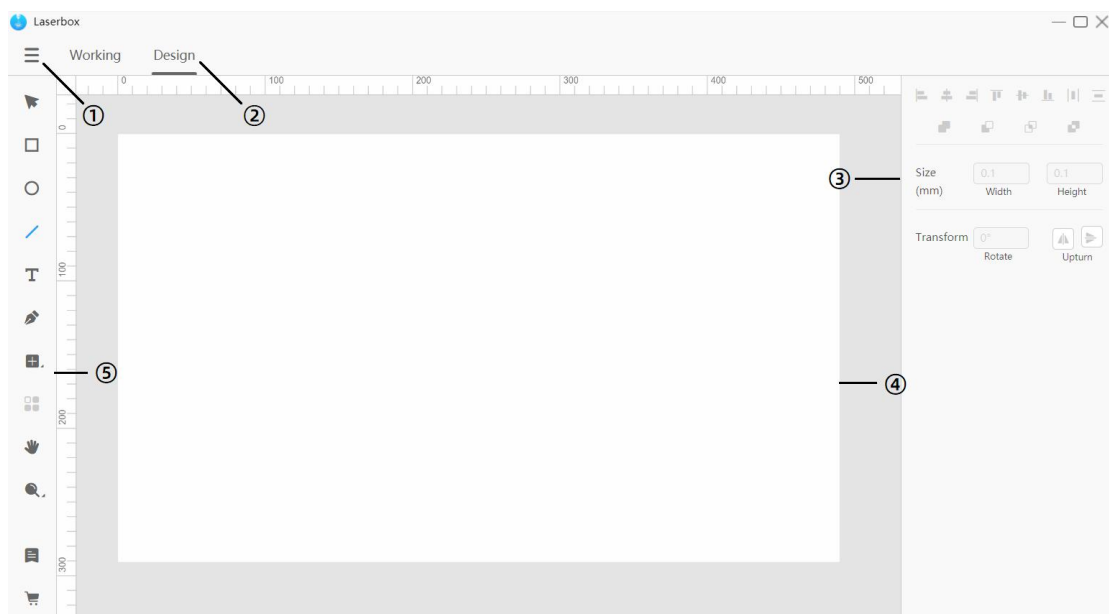 Laserbox
Working Design
① ②
0 100 200 300 400 500
0
100
200
300
③
④
⑤
T
Size
(mm)
0.1 0.1
Width Height
Transform 0°
Rotate Upturn